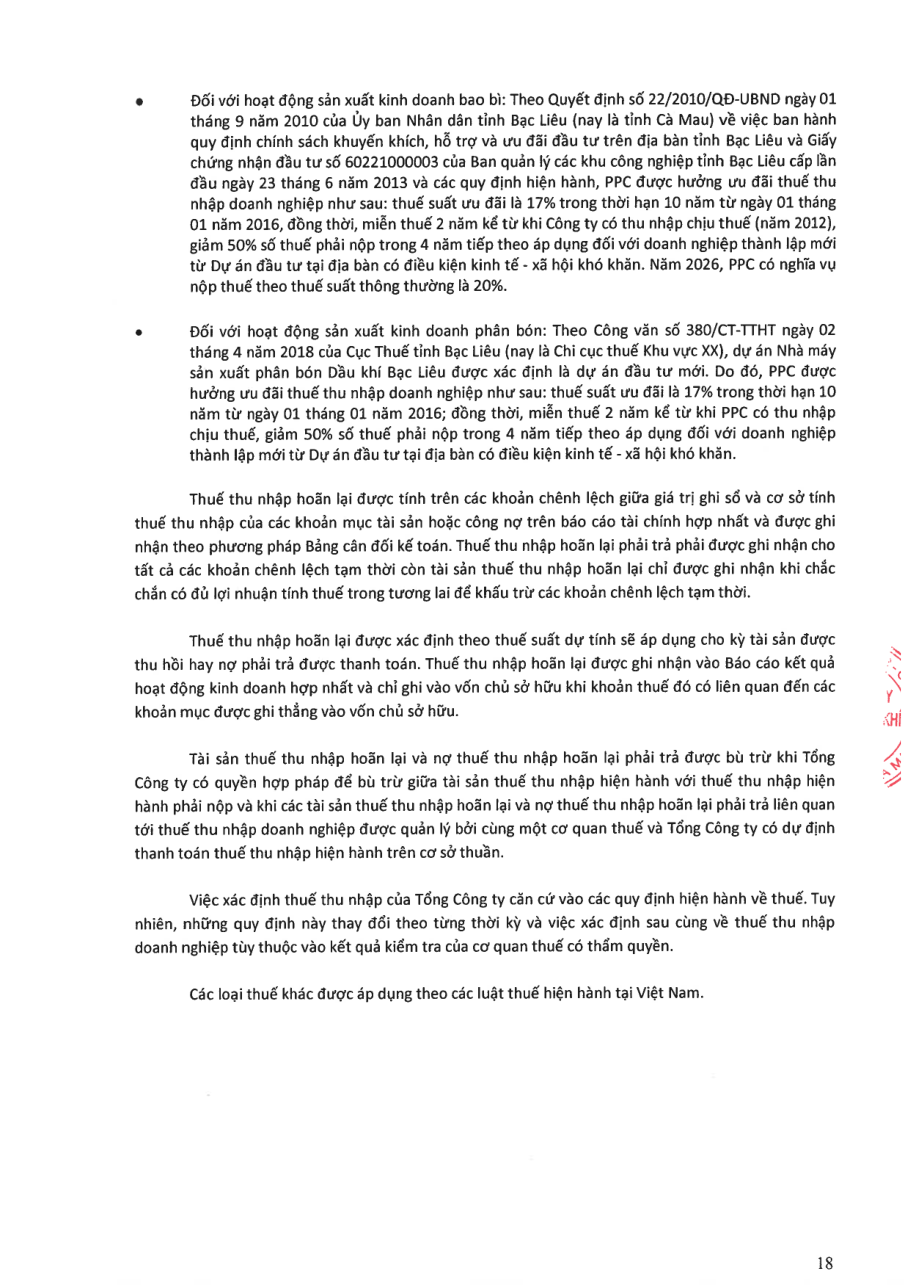 • Đối với hoạt động sản xuất kinh doanh bao bì: Theo Quyết định số 22/2010/QĐ-UBND ngày 01
tháng 9 năm 2010 của Ủy ban Nhân dân tỉnh Bạc Liêu (nay là tỉnh Cà Mau) về việc ban hành
quy định chính sách khuyến khích, hỗ trợ và ưu đãi đầu tư trên địa bàn tỉnh Bạc Liêu và Giấy
chứng nhận đầu tư số 60221000003 của Ban quản lý các khu công nghiệp tỉnh Bạc Liêu cấp lần
đầu ngày 23 tháng 6 năm 2013 và các quy định hiện hành, PPC được hưởng ưu đãi thuế thu
nhập doanh nghiệp như sau: thuế suất ưu đãi là 17% trong thời hạn 10 năm từ ngày 01 tháng
01 năm 2016, đồng thời, miễn thuế 2 năm kể từ khi Công ty có thu nhập chịu thuế (năm 2012),
giảm 50% số thuế phải nộp trong 4 năm tiếp theo áp dụng đối với doanh nghiệp thành lập mới
từ Dự án đầu tư tại địa bàn có điều kiện kinh tế - xã hội khó khăn. Năm 2026, PPC có nghĩa vụ
nộp thuế theo thuế suất thông thường là 20%.
• Đối với hoạt động sản xuất kinh doanh phân bón: Theo Công văn số 380/CT-TTHT ngày 02
tháng 4 năm 2018 của Cục Thuế tỉnh Bạc Liêu (nay là Chi cục thuế Khu vực XX), dự án Nhà máy
sản xuất phân bón Dầu khí Bạc Liêu được xác định là dự án đầu tư mới. Do đó, PPC được
hưởng ưu đãi thuế thu nhập doanh nghiệp như sau: thuế suất ưu đãi là 17% trong thời hạn 10
năm từ ngày 01 tháng 01 năm 2016; đồng thời, miễn thuế 2 năm kể từ khi PPC có thu nhập
chịu thuế, giảm 50% số thuế phải nộp trong 4 năm tiếp theo áp dụng đối với doanh nghiệp
thành lập mới từ Dự án đầu tư tại địa bàn có điều kiện kinh tế - xã hội khó khăn.
Thuế thu nhập hoãn lại được tính trên các khoản chênh lệch giữa giá trị ghi sổ và cơ sở tính
thuế thu nhập của các khoản mục tài sản hoặc công nợ trên báo cáo tài chính hợp nhất và được ghi
nhận theo phương pháp Bảng cân đối kế toán. Thuế thu nhập hoãn lại phải trả phải được ghi nhận cho
tất cả các khoản chênh lệch tạm thời còn tài sản thuế thu nhập hoãn lại chỉ được ghi nhận khi chắc
chắn có đủ lợi nhuận tính thuế trong tương lai để khấu trừ các khoản chênh lệch tạm thời.
Thuế thu nhập hoãn lại được xác định theo thuế suất dự tính sẽ áp dụng cho kỳ tài sản được
thu hồi hay nợ phải trả được thanh toán. Thuế thu nhập hoãn lại được ghi nhận vào Báo cáo kết quả
hoạt động kinh doanh hợp nhất và chỉ ghi vào vốn chủ sở hữu khi khoản thuế đó có liên quan đến các
khoản mục được ghi thẳng vào vốn chủ sở hữu.
Tài sản thuế thu nhập hoãn lại và nợ thuế thu nhập hoãn lại phải trả được bù trừ khi Tổng
Công ty có quyền hợp pháp để bù trừ giữa tài sản thuế thu nhập hiện hành với thuế thu nhập hiện
hành phải nộp và khi các tài sản thuế thu nhập hoãn lại và nợ thuế thu nhập hoãn lại phải trả liên quan
tới thuế thu nhập doanh nghiệp được quản lý bởi cùng một cơ quan thuế và Tổng Công ty có dự định
thanh toán thuế thu nhập hiện hành trên cơ sở thuần.
Việc xác định thuế thu nhập của Tổng Công ty căn cứ vào các quy định hiện hành về thuế. Tuy
nhiên, những quy định này thay đổi theo từng thời kỳ và việc xác định sau cùng về thuế thu nhập
doanh nghiệp tùy thuộc vào kết quả kiểm tra của cơ quan thuế có thẩm quyền.
Các loại thuế khác được áp dụng theo các luật thuế hiện hành tại Việt Nam.
18